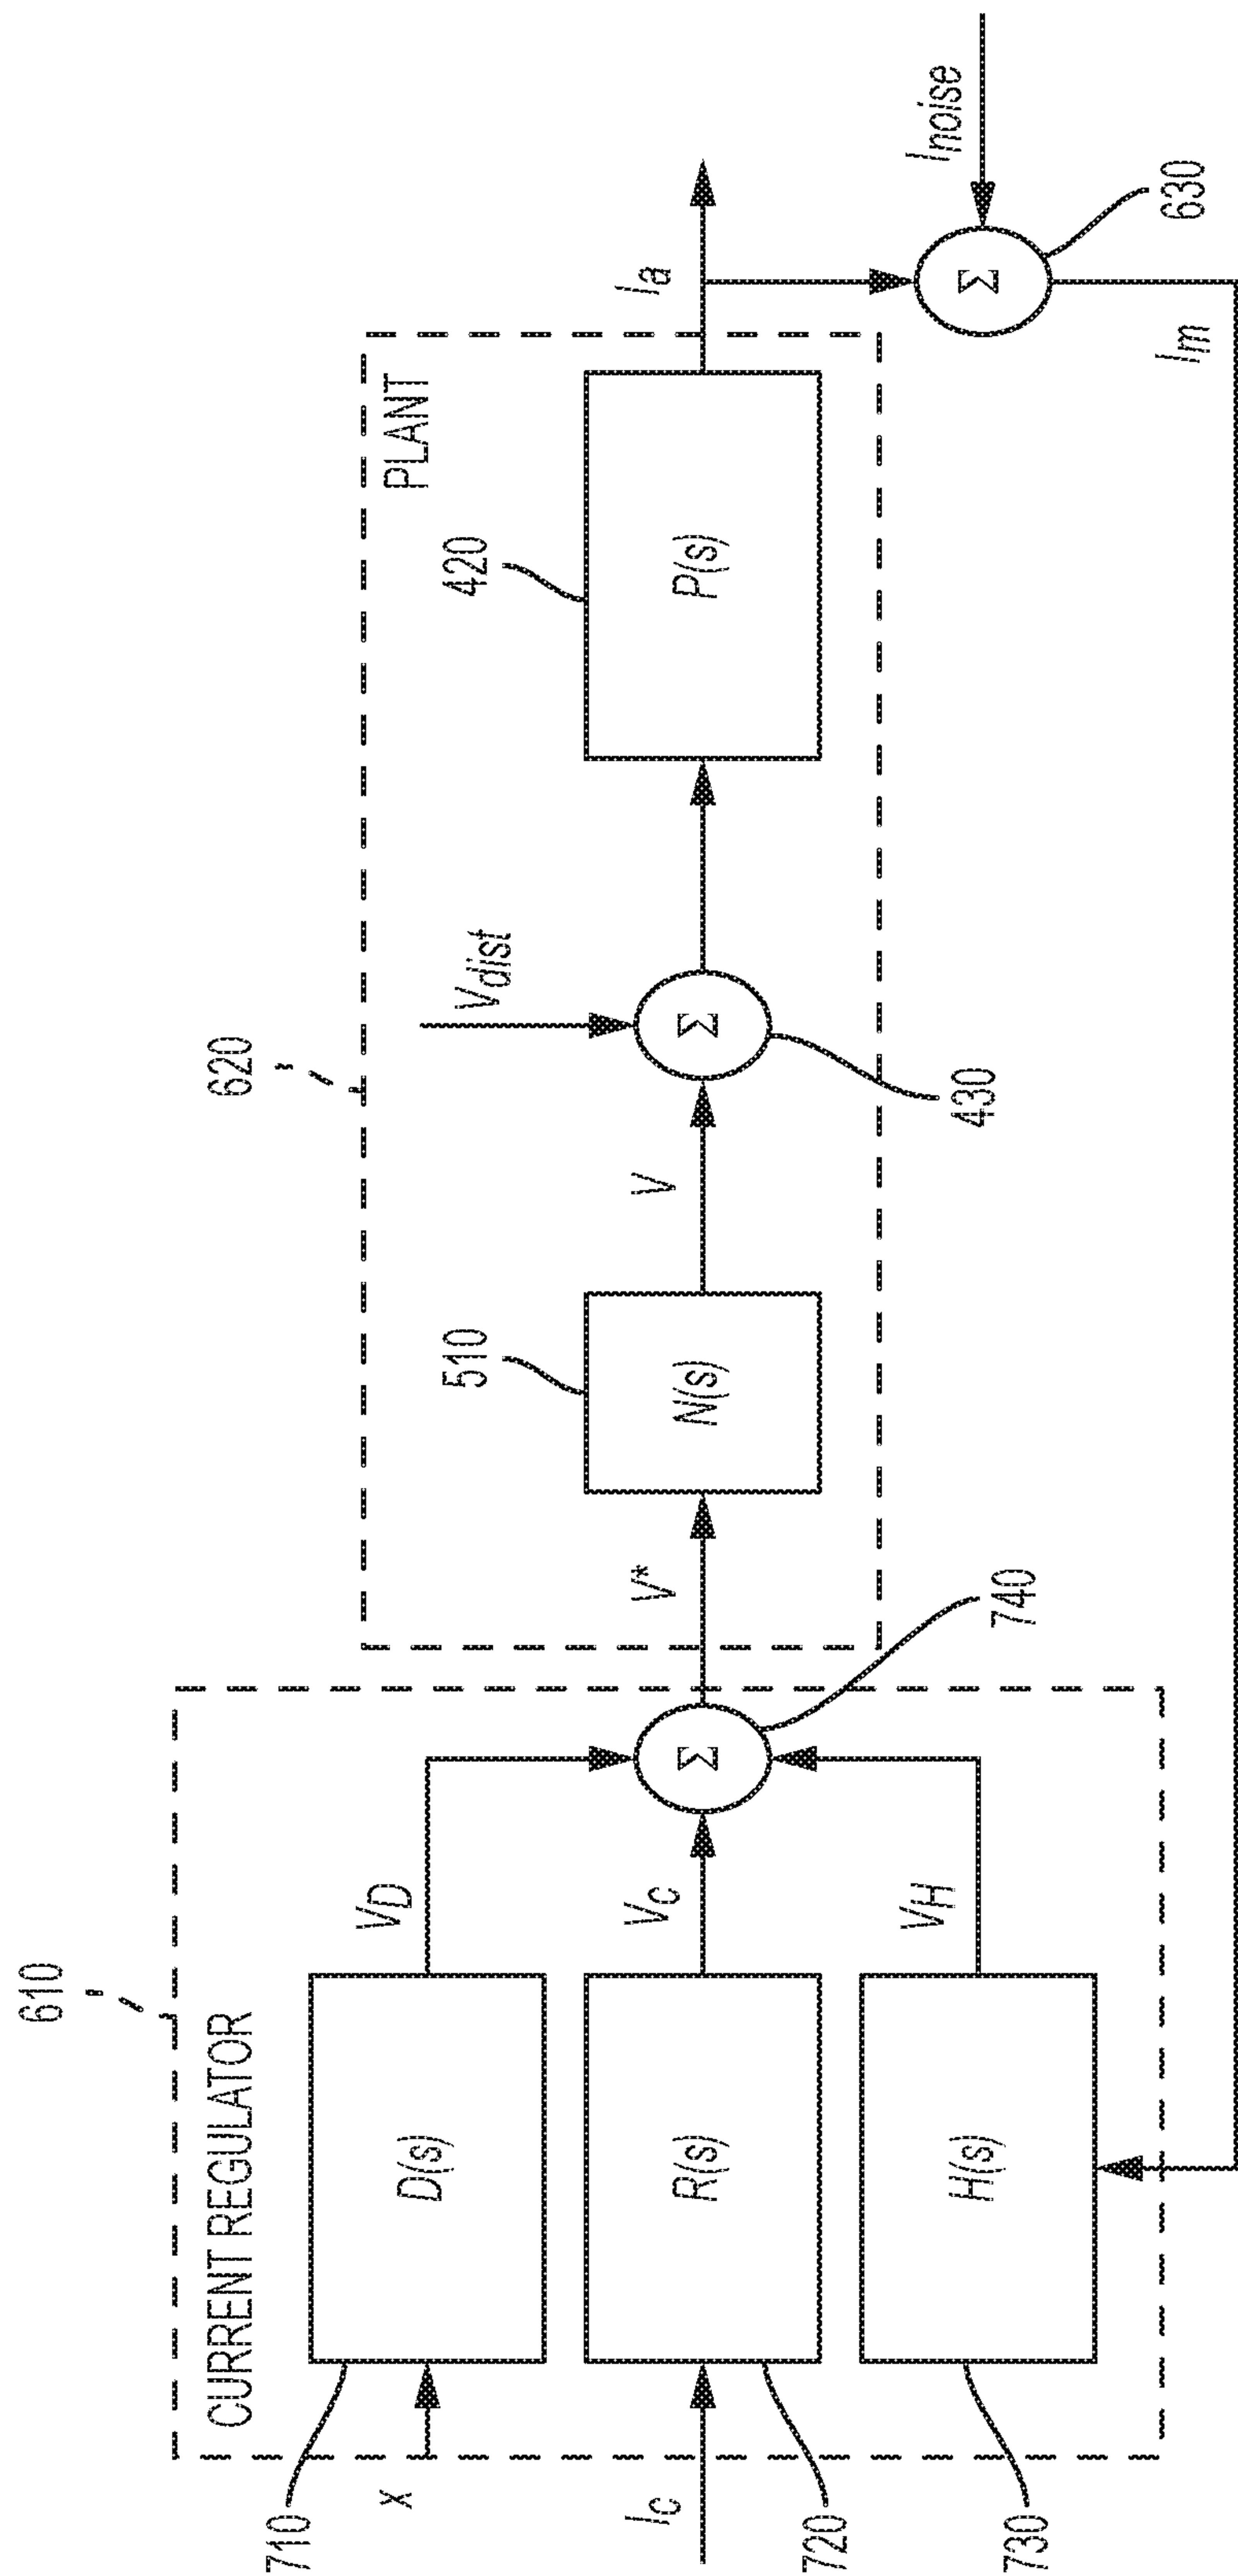 610
CURRENT REGULATOR
710
x
D(s)
V_D
I_c
720
R(s)
V_c
730
H(s)
V_H
Σ
740
V*
620
PLANT
510
N(s)
V
V_dist
Σ
430
420
P(s)
I_a
I_noise
Σ
630
I_m